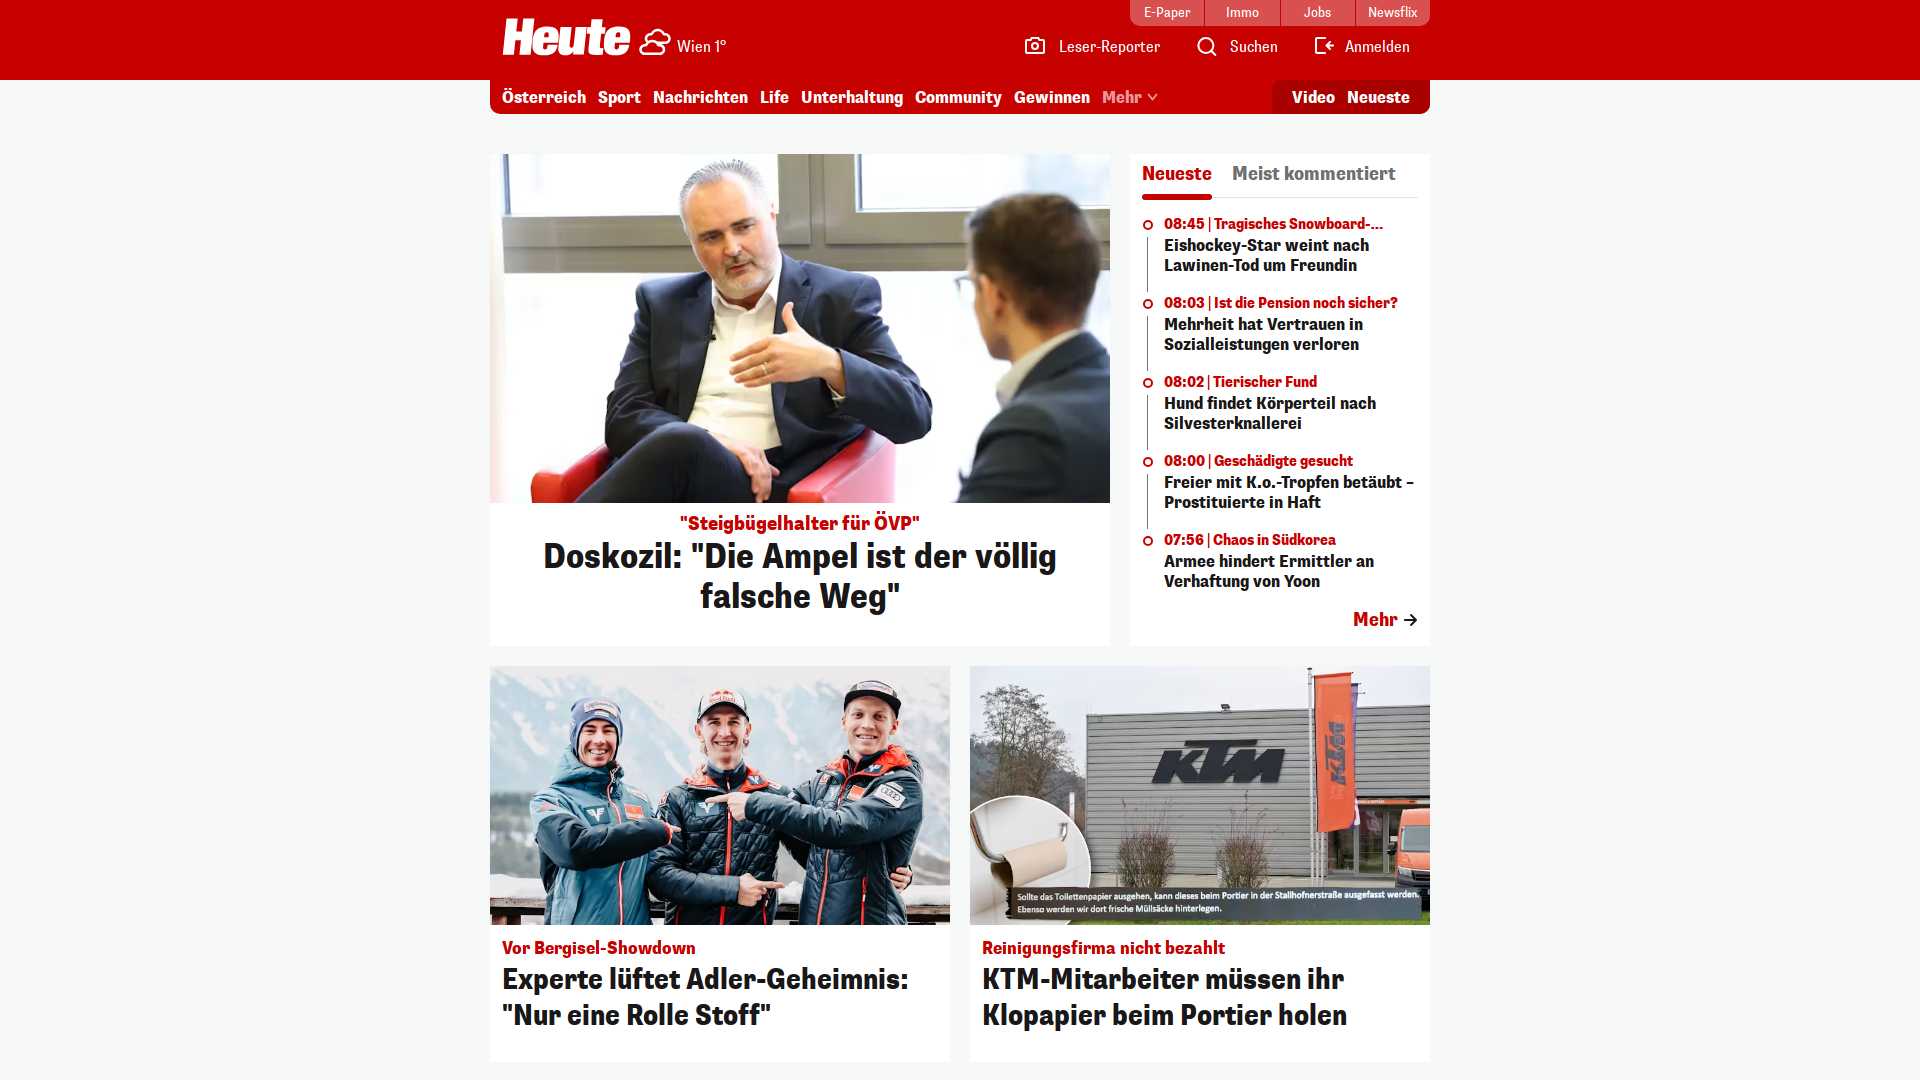 E-Paper
Immo
Jobs
Newsflix
Heute
Wien 1°
Leser-Reporter
Suchen
Anmelden
Österreich
Sport
Nachrichten
Life
Unterhaltung
Community
Gewinnen
Mehr
Video
Neueste
"Steigbügelhalter für ÖVP"
Doskozil: "Die Ampel ist der völlig
falsche Weg"
Neueste
Meist kommentiert
08:45 | Tragisches Snowboard-...
Eishockey-Star weint nach
Lawinen-Tod um Freundin
08:03 | Ist die Pension noch sicher?
Mehrheit hat Vertrauen in
Sozialleistungen verloren
08:02 | Tierischer Fund
Hund findet Körperteil nach
Silvesterknallerei
08:00 | Geschädigte gesucht
Freier mit K.o.-Tropfen betäubt –
Prostituierte in Haft
07:56 | Chaos in Südkorea
Armee hindert Ermittler an
Verhaftung von Yoon
Mehr
Vor Bergisel-Showdown
Experte lüftet Adler-Geheimnis:
"Nur eine Rolle Stoff"
KTM
KTM
Sollte das Toilettenpapier ausgehen, kann dieses beim Portier in der Stallhofnerstraße ausgefasst werden.
Ebenso werden wir dort frische Müllsäcke hinterlegen.
Reinigungsfirma nicht bezahlt
KTM-Mitarbeiter müssen ihr
Klopapier beim Portier holen